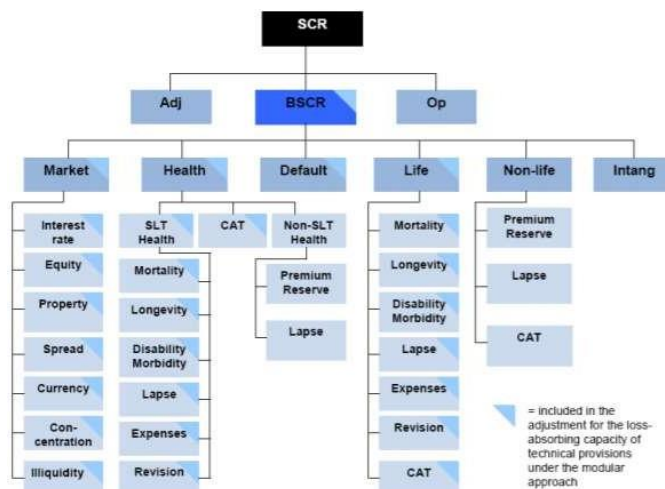 SCR
Adj
BSCR
Op
Market
Health
Default
Life
Non-life
Intang
Interest
rate
Equity
Property
Spread
Currency
Con-
centration
Illiquidity
SLT
Health
CAT
Non-SLT
Health
Mortality
Longevity
Disability
Morbidity
Lapse
Expenses
Revision
Premium
Reserve
Lapse
Mortality
Longevity
Disability
Morbidity
Lapse
Expenses
Revision
CAT
Premium
Reserve
Lapse
CAT
= included in the
adjustment for the loss-
absorbing capacity of
technical provisions
under the modular
approach